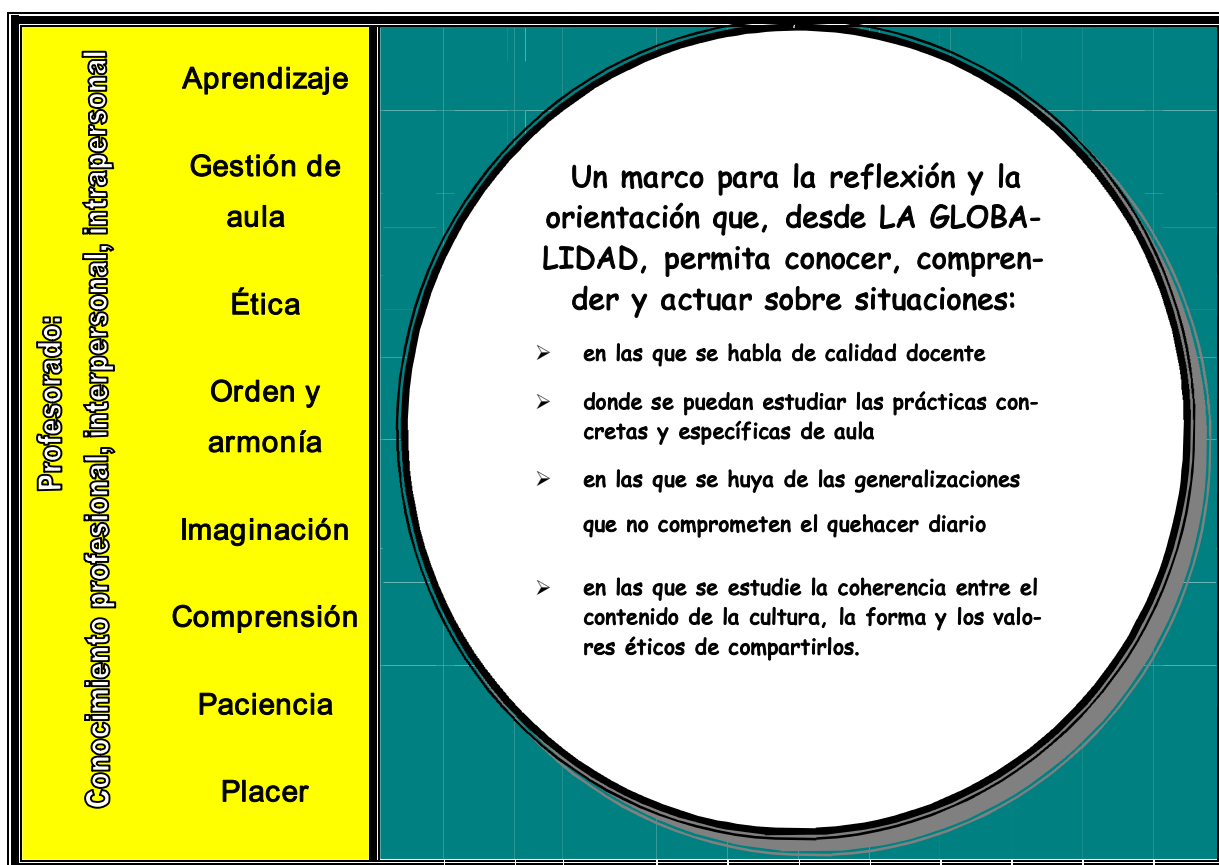 Profesorado:
Conocimiento profesional, interpersonal, intrapersonal
Aprendizaje
Gestión de
aula
Ética
Orden y
armonía
Imaginación
Comprensión
Paciencia
Placer
Un marco para la reflexión y la
orientación que, desde LA GLOBA-
LIDAD, permita conocer, compren-
der y actuar sobre situaciones:
➢ en las que se habla de calidad docente
➢ donde se puedan estudiar las prácticas con-
cretas y específicas de aula
➢ en las que se huya de las generalizaciones
que no comprometen el quehacer diario
➢ en las que se estudie la coherencia entre el
contenido de la cultura, la forma y los valo-
res éticos de compartirlos.